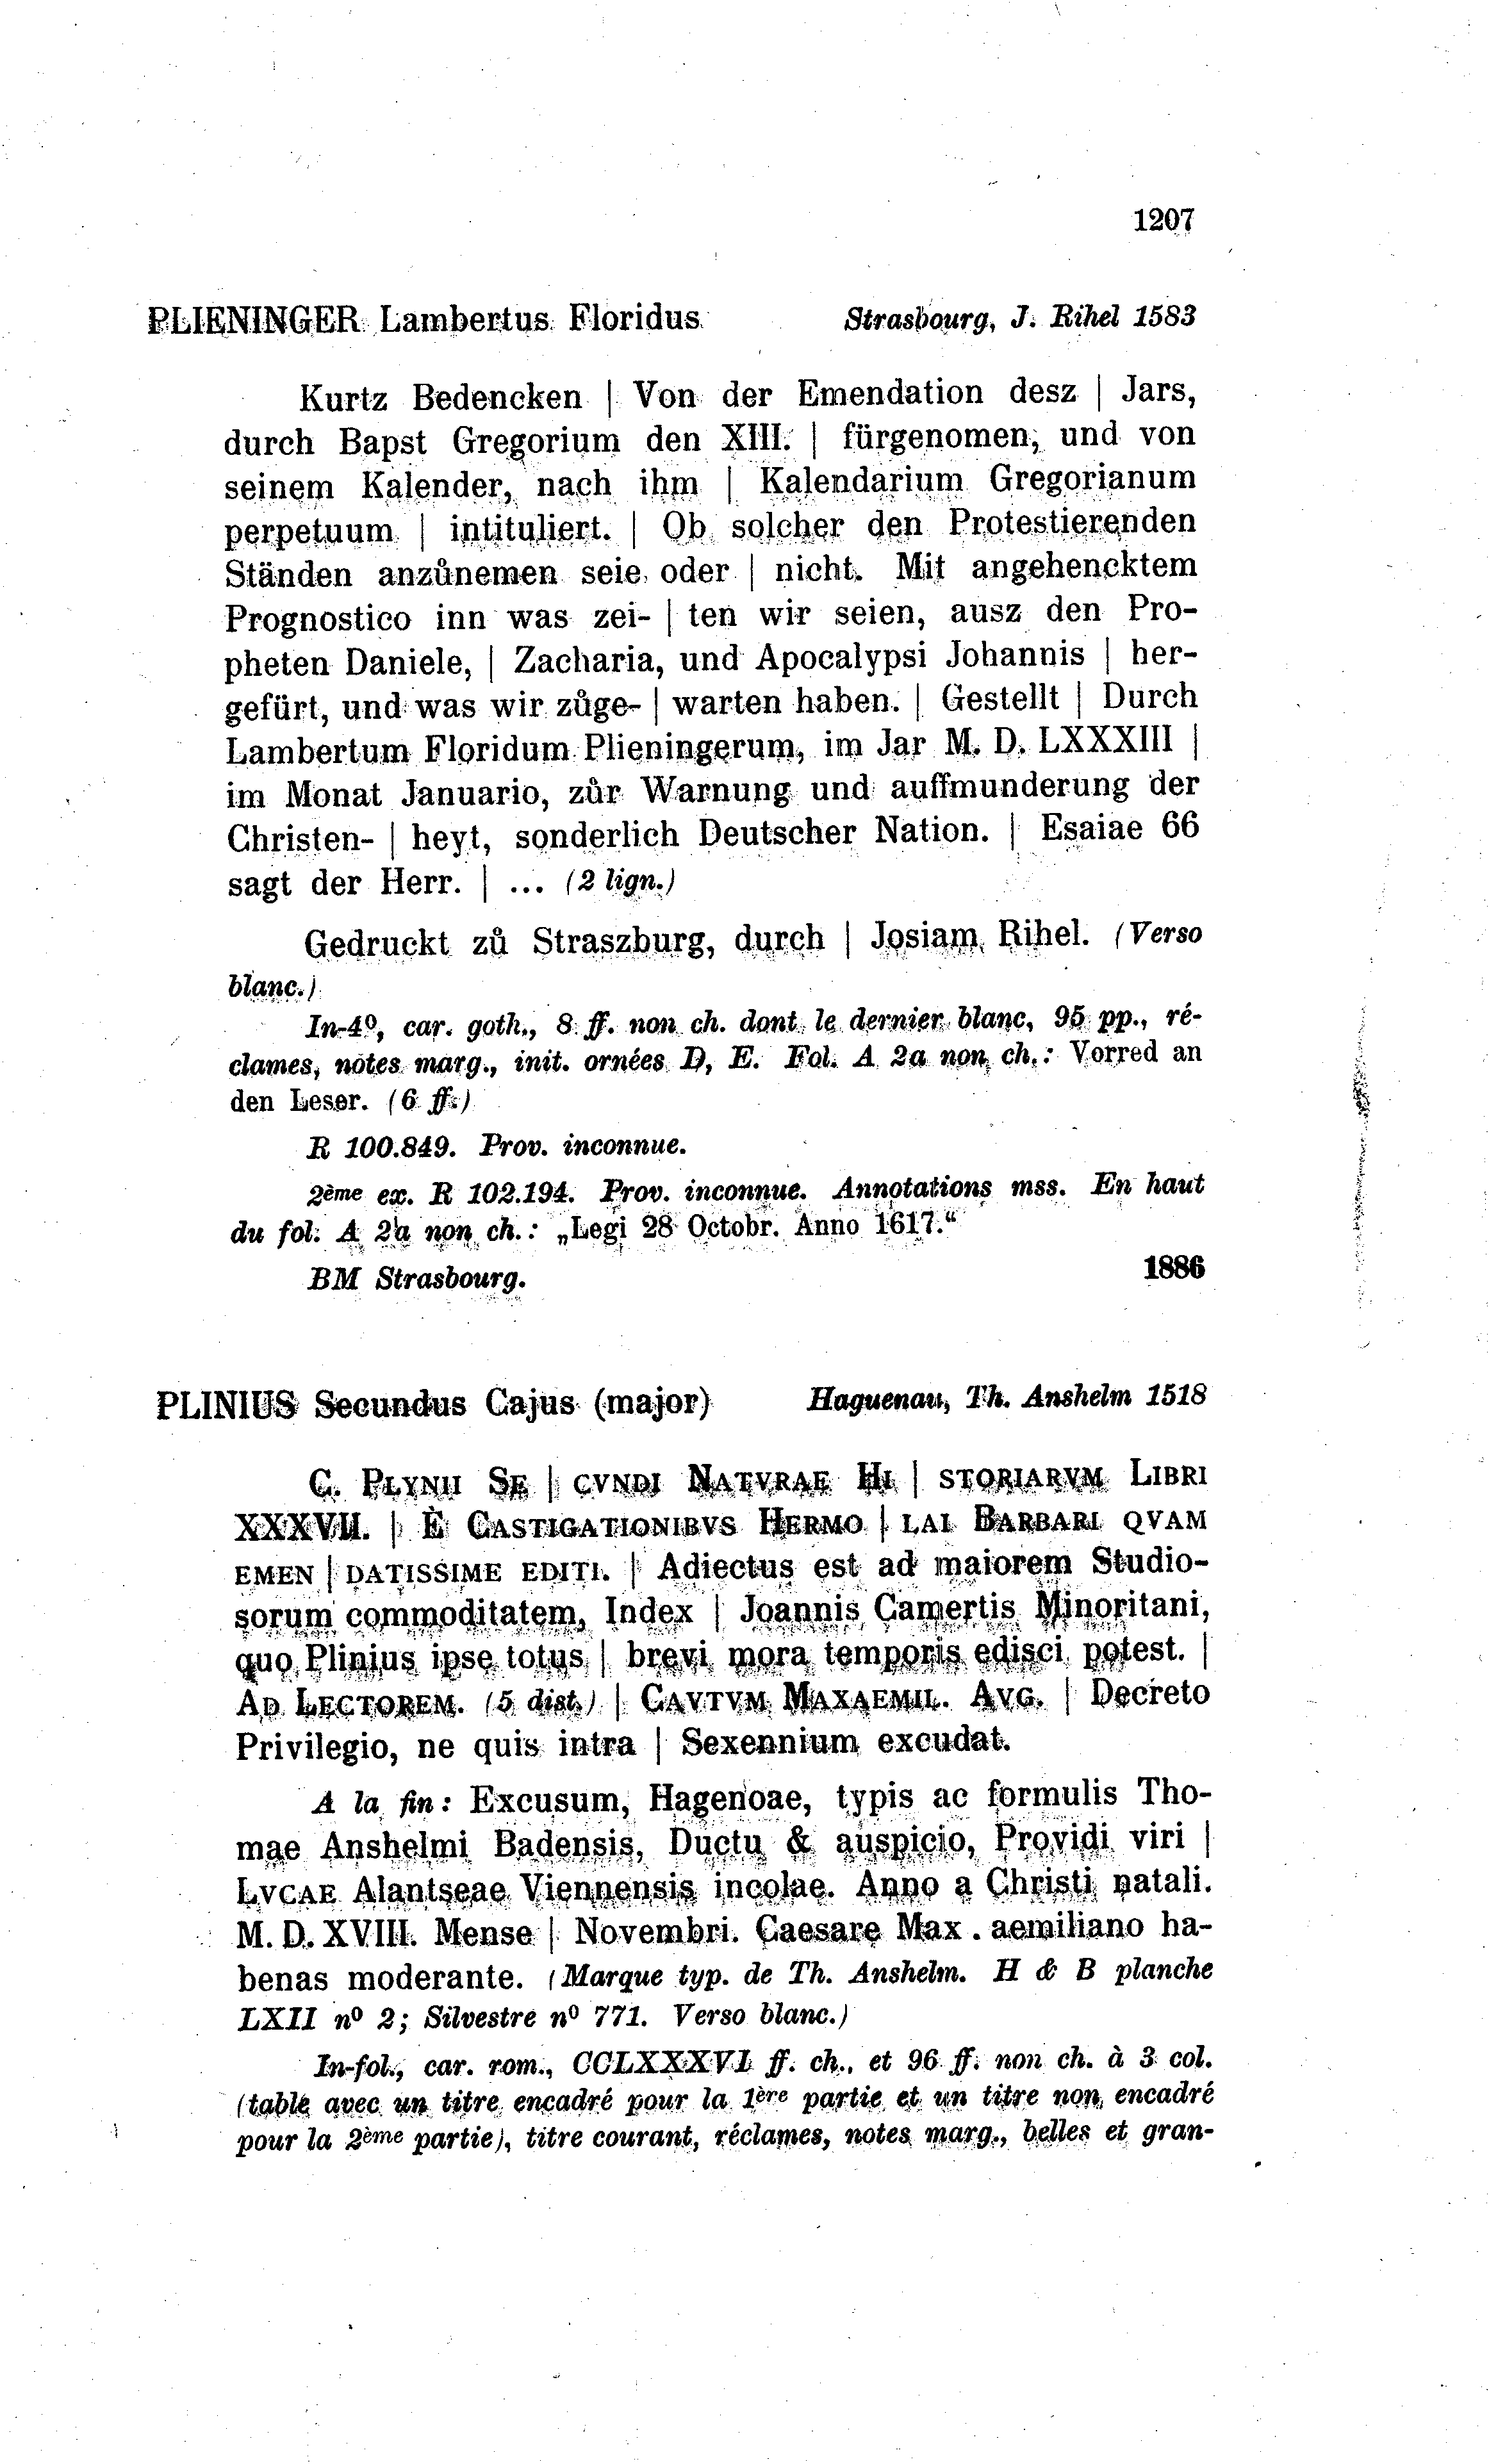 1207
PLIENINGER Lambertus Floridus Strasbourg, J. Rihel 1583
Kurtz Bedencken | Von der Emendation desz | Jars,
durch Bapst Gregorium den XIII. | fürgenomen, und von
seinem Kalender, nach ihm | Kalendarium Gregorianum
perpetuum | intituliert. | Ob solcher den Protestierenden
Ständen anzůnemen seie oder | nicht. Mit angehencktem
Prognostico inn was zei- | ten wir seien, ausz den Pro-
pheten Daniele, | Zacharia, und Apocalypsi Johannis | her-
gefürt, und was wir zůge- | warten haben. | Gestellt | Durch
Lambertum Floridum Plieningerum, im Jar M. D. LXXXIII |
im Monat Januario, zůr Warnung und auffmunderung der
Christen- | heyt, sonderlich Deutscher Nation. | Esaiae 66
sagt der Herr. | ... (2 lign.)
Gedruckt zů Straszburg, durch | Josiam Rihel. (Verso
blanc.)
In-4º, car. goth., 8 ff. non ch. dont le dernier blanc, 95 pp., ré-
clames, notes marg., init. ornées D, E. Fol. A 2a non ch.: Vorred an
den Leser. (6 ff.)
R 100.849. Prov. inconnue.
2ème ex. R 102.194. Prov. inconnue. Annotations mss. En haut
du fol. A 2a non ch.: „Legi 28 Octobr. Anno 1617.“
BM Strasbourg. 1886
PLINIUS Secundus Cajus (major) Haguenau, Th. Anshelm 1518
C. PLYNII SE | CVNDI NATVRAE HI | STORIARVM LIBRI
XXXVII. | È CASTIGATIONIBVS HERMO | LAI BARBARI QVAM
EMEN | DATISSIME EDITI. | Adiectus est ad maiorem Studio-
sorum commoditatem, Index | Joannis Camertis Minoritani,
quo Plinius ipse totus | brevi mora temporis edisci potest. |
AD LECTOREM. (5 dist.) | CAVTVM MAXAEMIL. AVG. | Decreto
Privilegio, ne quis intra | Sexennium excudat.
A la fin: Excusum, Hagenoae, typis ac formulis Tho-
mae Anshelmi Badensis, Ductu & auspicio, Providi viri |
LVCAE Alantseae Viennensis incolae. Anno a Christi natali.
M. D. XVIII. Mense | Novembri. Caesare Max . aemiliano ha-
benas moderante. (Marque typ. de Th. Anshelm. H & B planche
LXII nº 2; Silvestre nº 771. Verso blanc.)
In-fol., car. rom., CCLXXXVI ff. ch., et 96 ff. non ch. à 3 col.
(table avec un titre encadré pour la 1ère partie et un titre non encadré
pour la 2ème partie), titre courant, réclames, notes marg., belles et gran-